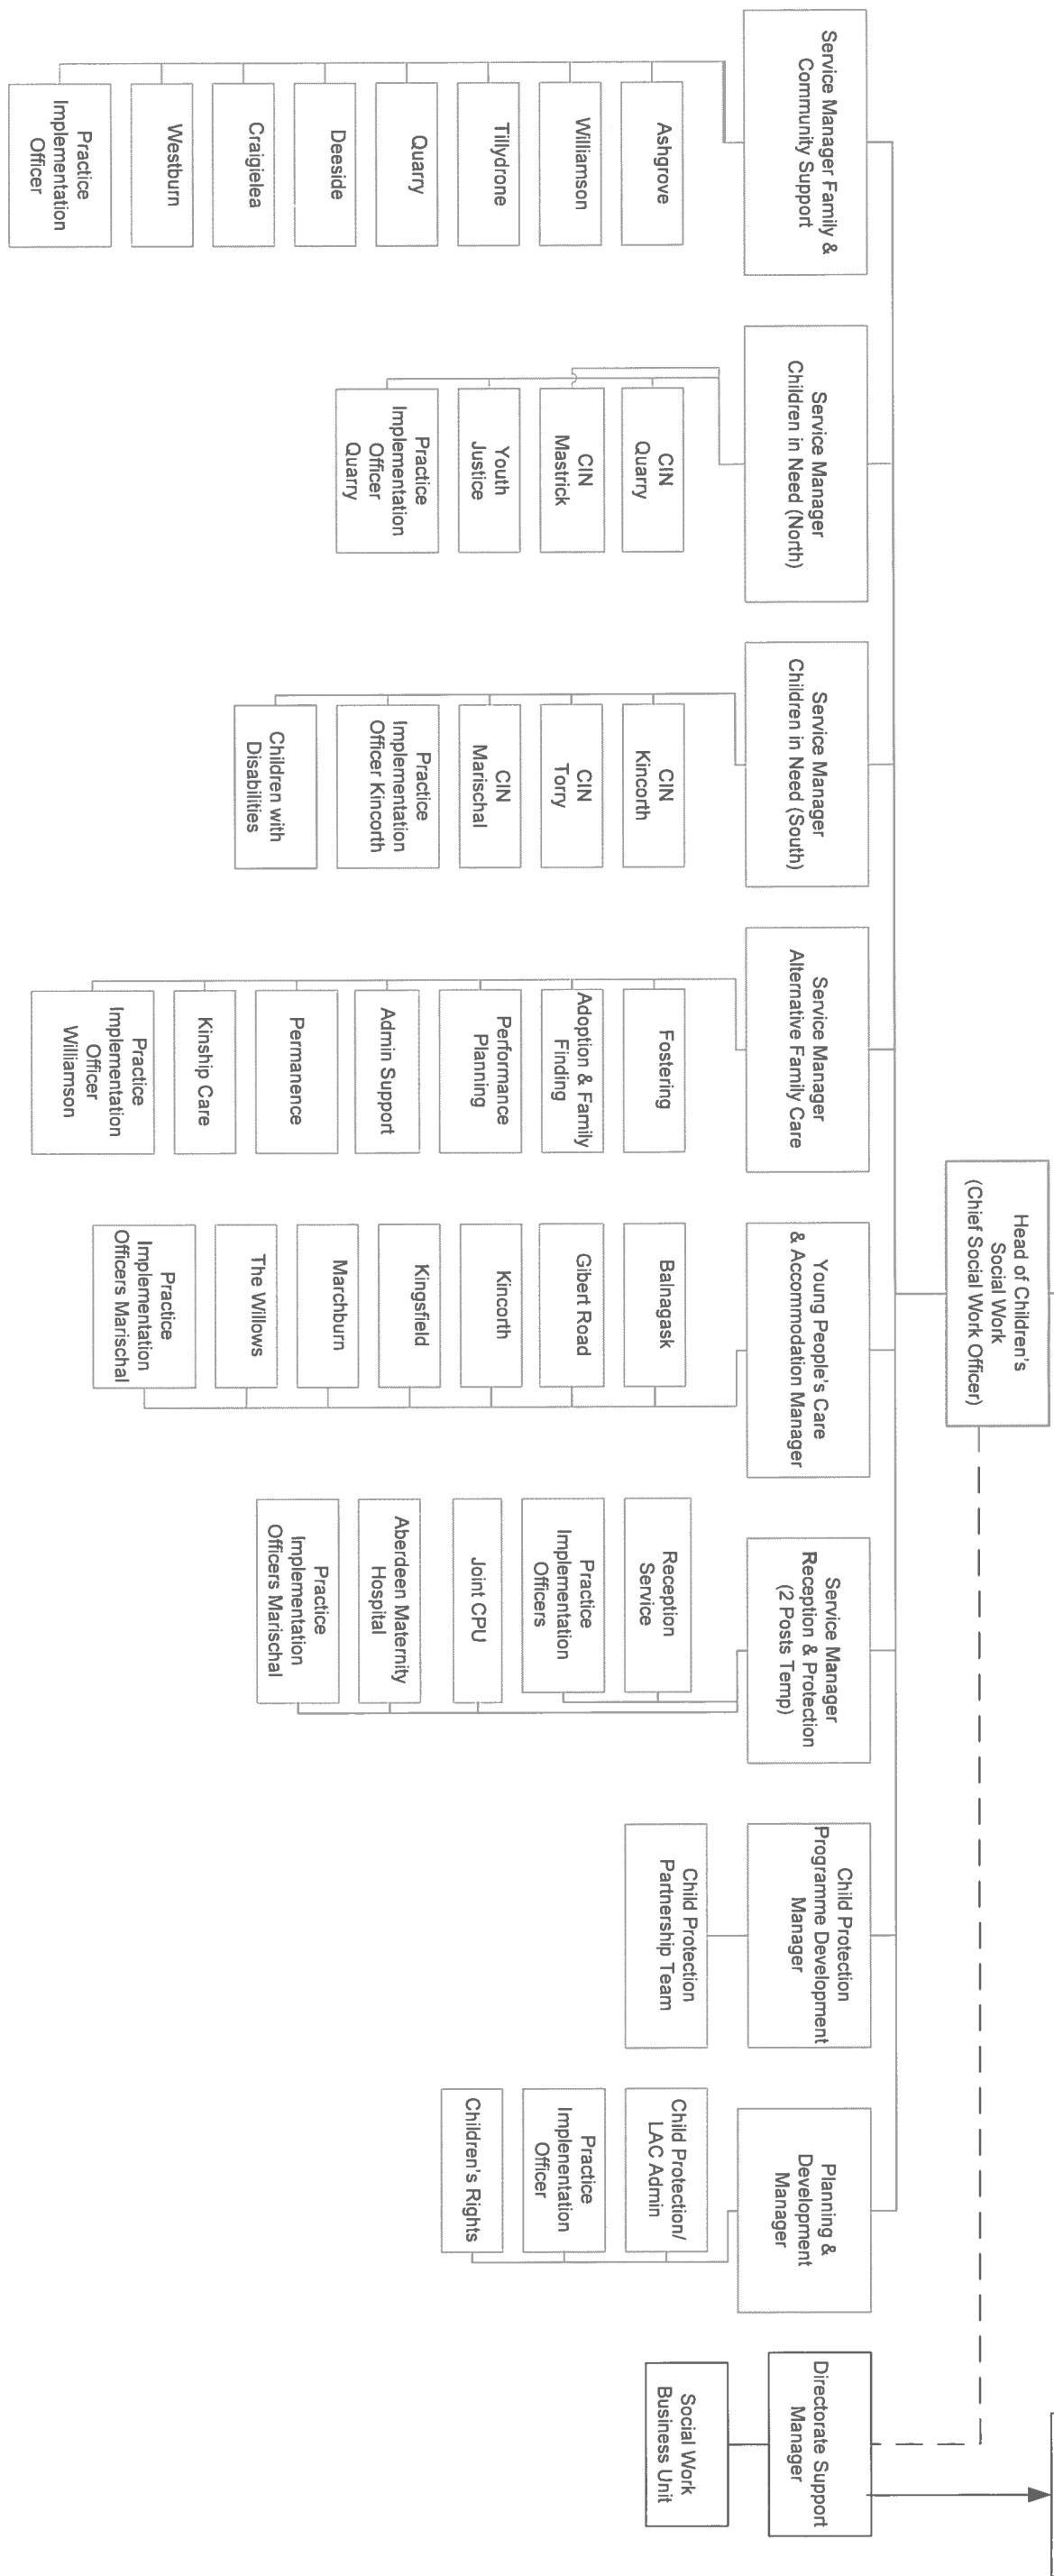 Head of Children's
Social Work
(Chief Social Work Officer)
Service Manager Family &
Community Support
Ashgrove
Williamson
Tillydrone
Quarry
Deeside
Craigielea
Westburn
Practice
Implementation
Officer
Service Manager
Children in Need (North)
CIN
Quarry
CIN
Mastrick
Youth
Justice
Practice
Implementation
Officer
Quarry
Service Manager
Children in Need (South)
CIN
Kincorth
CIN
Torry
CIN
Marischal
Practice
Implementation
Officer Kincorth
Children with
Disabilities
Service Manager
Alternative Family Care
Fostering
Adoption & Family
Finding
Performance
Planning
Admin Support
Permanence
Kinship Care
Practice
Implementation
Officer
Williamson
Young People's Care
& Accommodation Manager
Balnagask
Gibert Road
Kincorth
Kingsfield
Marchburn
The Willows
Practice
Implementation
Officers Marischal
Service Manager
Reception & Protection
(2 Posts Temp)
Reception
Service
Practice
Implementation
Officers
Joint CPU
Aberdeen Maternity
Hospital
Practice
Implementation
Officers Marischal
Child Protection
Programme Development
Manager
Child Protection
Partnership Team
Planning &
Development
Manager
Child Protection/
LAC Admin
Practice
Implenentation
Officer
Children's Rights
Directorate Support
Manager
Social Work
Business Unit